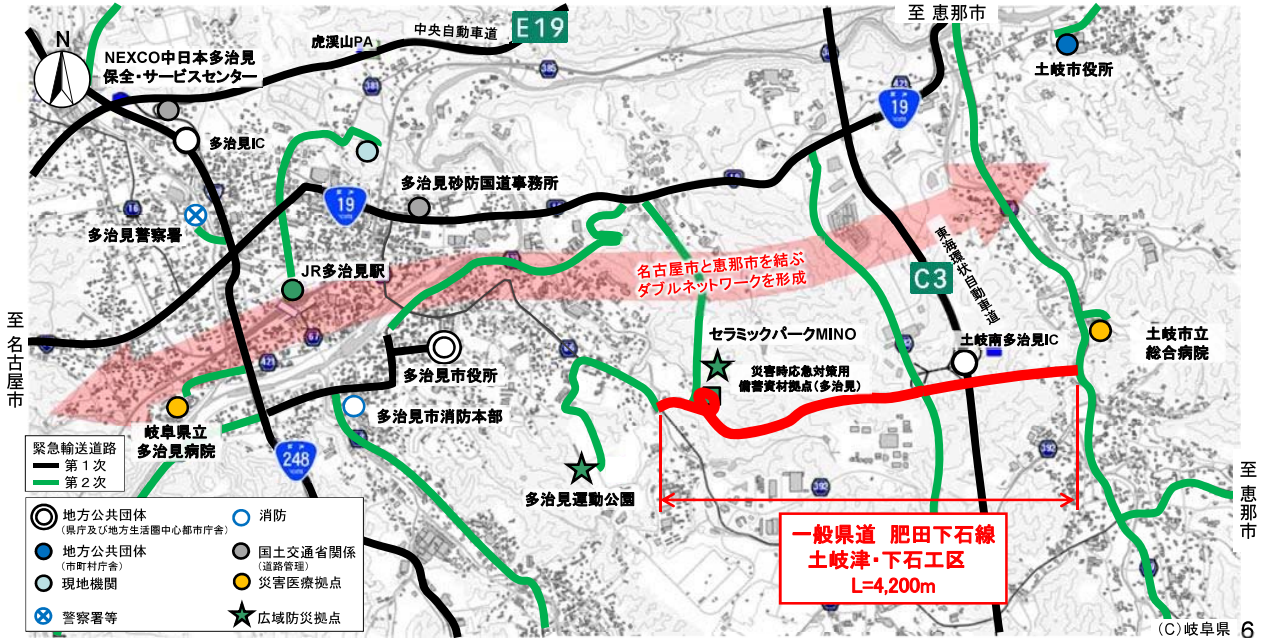 N
NEXCO中日本多治見
保全・サービスセンター
虎渓山PA
中央自動車道
E19
至 恵那市
土岐市役所
多治見IC
381
385
421
19
多治見砂防国道事務所
19
16
多治見警察署
JR多治見駅
名古屋市と恵那市を結ぶ
ダブルネットワークを形成
C3
東海環状自動車道
至 名古屋市
421
セラミックパークMINO
災害時応急対策用
備蓄資材拠点(多治見)
土岐南多治見IC
土岐市立
総合病院
多治見市役所
多治見市消防本部
岐阜県立
多治見病院
248
多治見運動公園
392
392
至 恵那市
緊急輸送道路
第1次
第2次
地方公共団体
(県庁及び地方生活圏中心都市庁舎)
消防
地方公共団体
(市町村庁舎)
国土交通省関係
(道路管理)
現地機関
災害医療拠点
警察署等
広域防災拠点
一般県道 肥田下石線
土岐津・下石工区
L=4,200m
(C)岐阜県
6